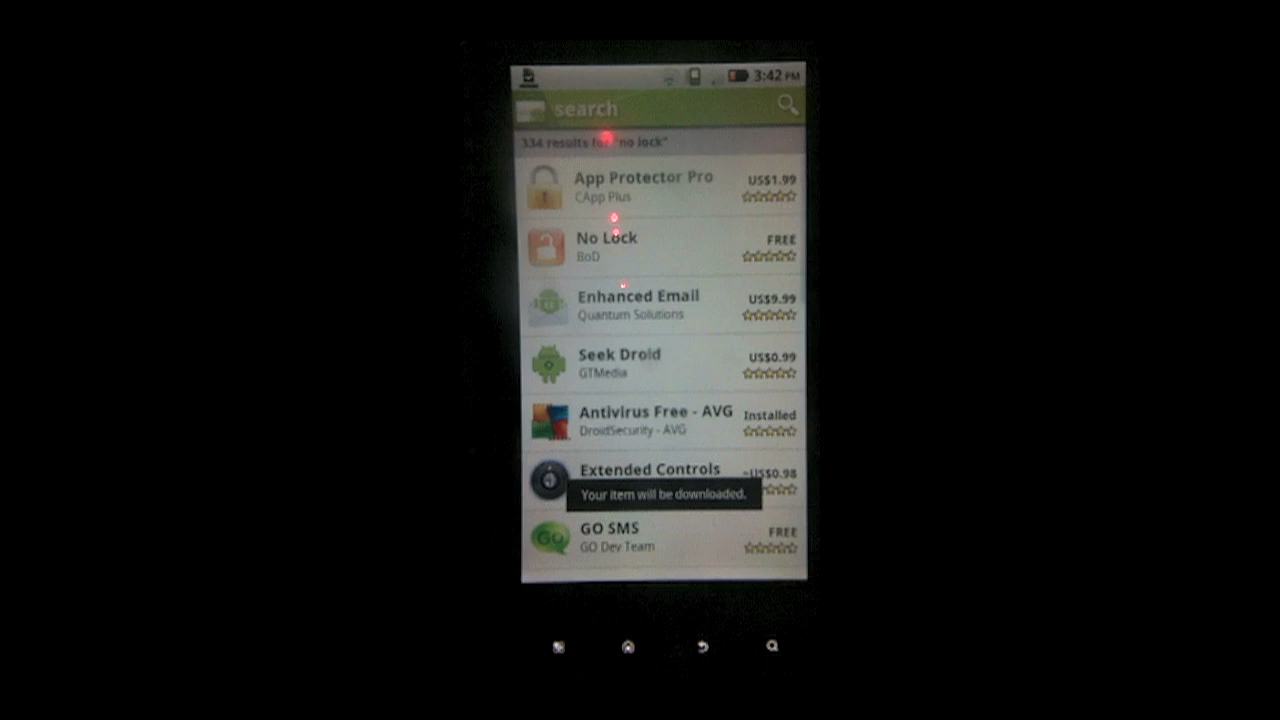 3:42 PM
search
334 results for "no lock"
App Protector Pro
US$1.99
CApp Plus
No Lock
FREE
BoD
Enhanced Email
US$9.99
Quantum Solutions
Seek Droid
US$0.99
GTMedia
Antivirus Free - AVG
Installed
DroidSecurity - AVG
Extended Controls
~US$0.98
Your item will be downloaded.
GO
GO SMS
FREE
GO Dev Team